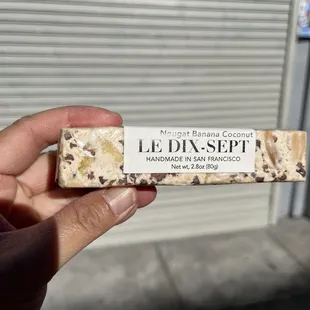 Nougat Banana Coconut
LE DIX-SEPT
HANDMADE IN SAN FRANCISCO
Net wt, 2.8oz (80g)